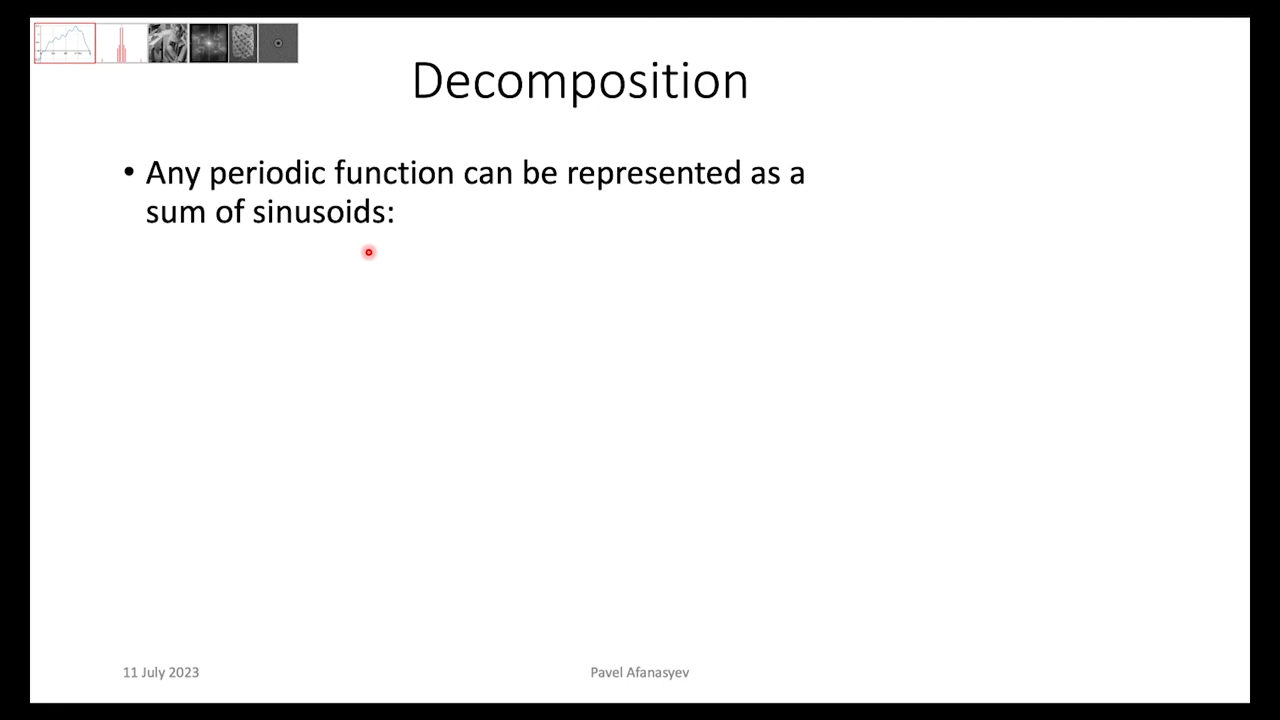 Decomposition
• Any periodic function can be represented as a
sum of sinusoids:
11 July 2023
Pavel Afanasyev